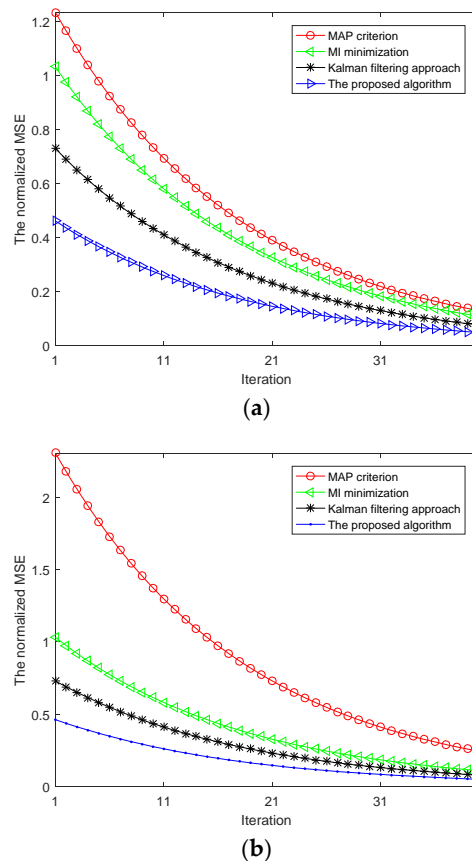 1.2
1
0.8
0.6
0.4
0.2
0
The normalized MSE
MAP criterion
MI minimization
Kalman filtering approach
The proposed algorithm
1 11 21 31
Iteration
(a)
2
1.5
1
0.5
0
The normalized MSE
MAP criterion
MI minimization
Kalman filtering approach
The proposed algorithm
1 11 21 31
Iteration
(b)